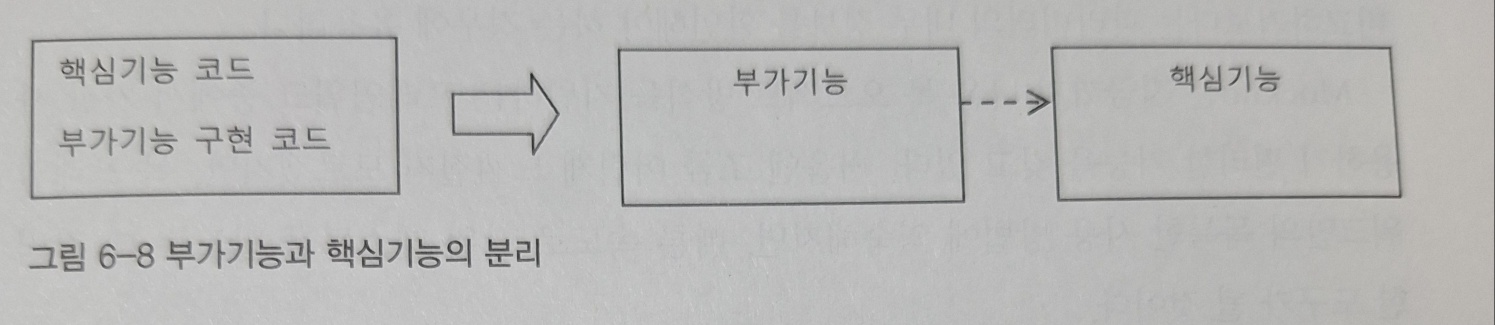 핵심기능 코드
부가기능 구현 코드
부가기능
핵심기능
그림 6-8 부가기능과 핵심기능의 분리